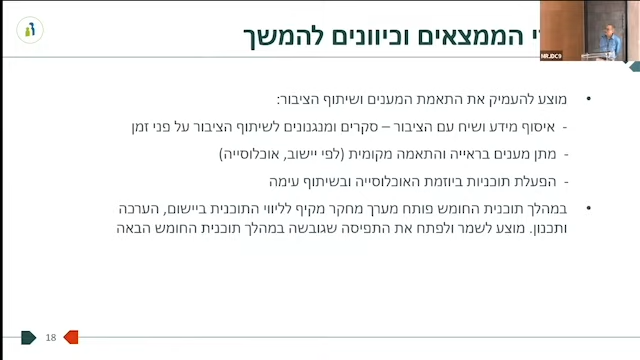 הממצאים וכיוונים להמשך
NRJDC9
• מוצע להעמיק את התאמת המענים ושיתוף הציבור:
- איסוף מידע ושיח עם הציבור – סקרים ומנגנונים לשיתוף הציבור על פני זמן
- מתן מענים בראייה והתאמה מקומית (לפי יישוב, אוכלוסייה)
- הפעלת תוכניות ביוזמת האוכלוסייה ובשיתוף עימה
• במהלך תוכנית החומש פותח מערך מחקר מקיף לליווי התוכנית ביישום, הערכה
ותכנון. מוצע לשמר ולפתח את התפיסה שגובשה במהלך תוכנית החומש הבאה
18